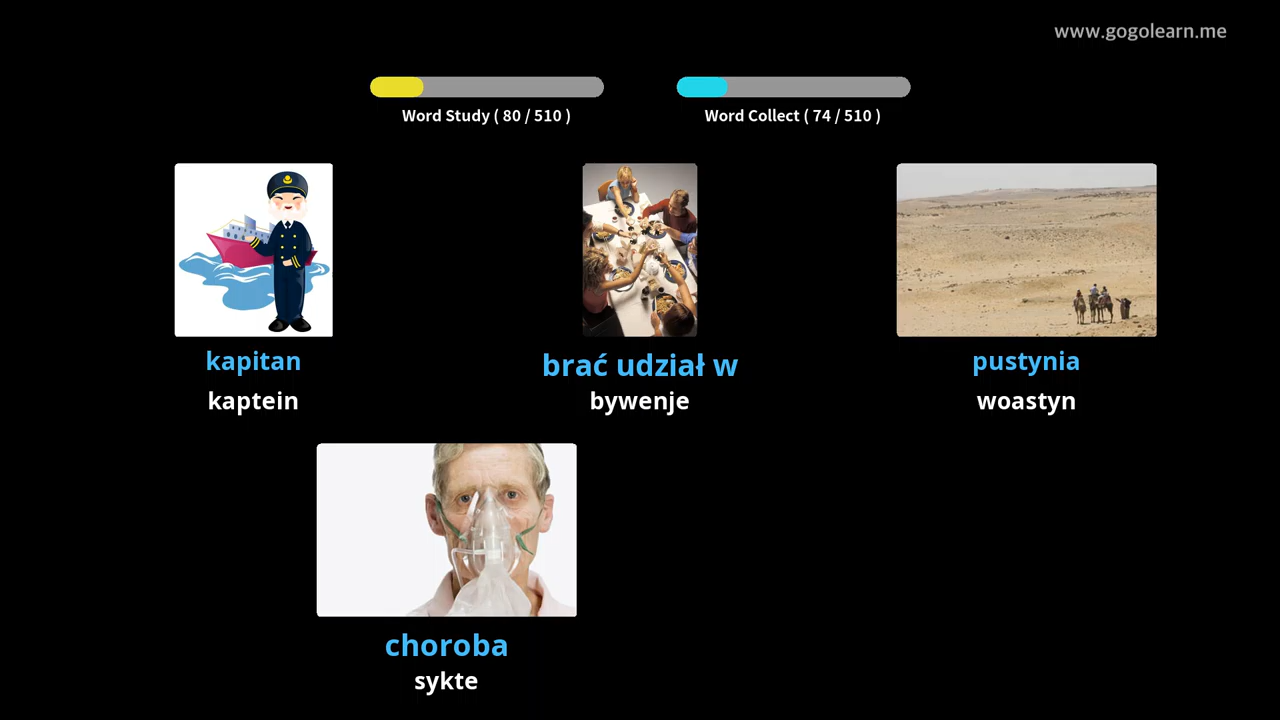 www.gogolearn.me
Word Study ( 80 / 510 )
Word Collect ( 74 / 510 )
kapitan
kaptein
brać udział w
bywenje
pustynia
woastyn
choroba
sykte